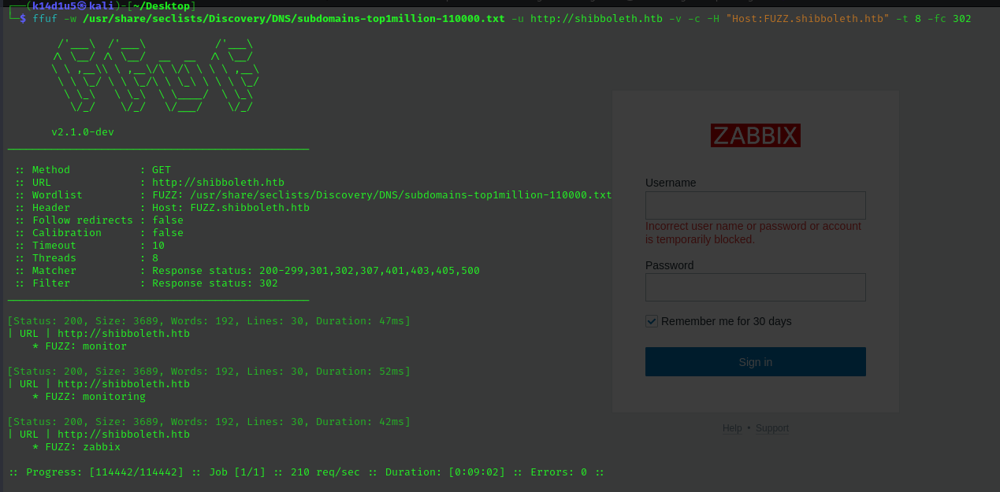 ┌──(k14d1u5㉿kali)-[~/Desktop]
└─$ ffuf -w /usr/share/seclists/Discovery/DNS/subdomains-top1million-110000.txt -u http://shibboleth.htb -v -c -H "Host:FUZZ.shibboleth.htb" -t 8 -fc 302
        /'___\  /'___\           /'___\
       /\ \__/ /\ \__/  __  __  /\ \__/
       \ \ ,__\\ \ ,__\/\ \/\ \ \ \ ,__\
        \ \ \_/ \ \ \_/\ \ \_\ \ \ \ \_/
         \ \_\   \ \_\  \ \____/  \ \_\
          \/_/    \/_/   \/___/    \/_/
v2.1.0-dev
________________________________________________
:: Method           : GET
:: URL              : http://shibboleth.htb
:: Wordlist         : FUZZ: /usr/share/seclists/Discovery/DNS/subdomains-top1million-110000.txt
:: Header           : Host: FUZZ.shibboleth.htb
:: Follow redirects : false
:: Calibration      : false
:: Timeout          : 10
:: Threads          : 8
:: Matcher          : Response status: 200-299,301,302,307,401,403,405,500
:: Filter           : Response status: 302
________________________________________________
[Status: 200, Size: 3689, Words: 192, Lines: 30, Duration: 47ms]
| URL | http://shibboleth.htb
    * FUZZ: monitor
[Status: 200, Size: 3689, Words: 192, Lines: 30, Duration: 52ms]
| URL | http://shibboleth.htb
    * FUZZ: monitoring
[Status: 200, Size: 3689, Words: 192, Lines: 30, Duration: 42ms]
| URL | http://shibboleth.htb
    * FUZZ: zabbix
:: Progress: [114442/114442] :: Job [1/1] :: 210 req/sec :: Duration: [0:09:02] :: Errors: 0 ::
ZABBIX
Username
Incorrect user name or password or account
is temporarily blocked.
Password
Remember me for 30 days
Sign in
Help • Support